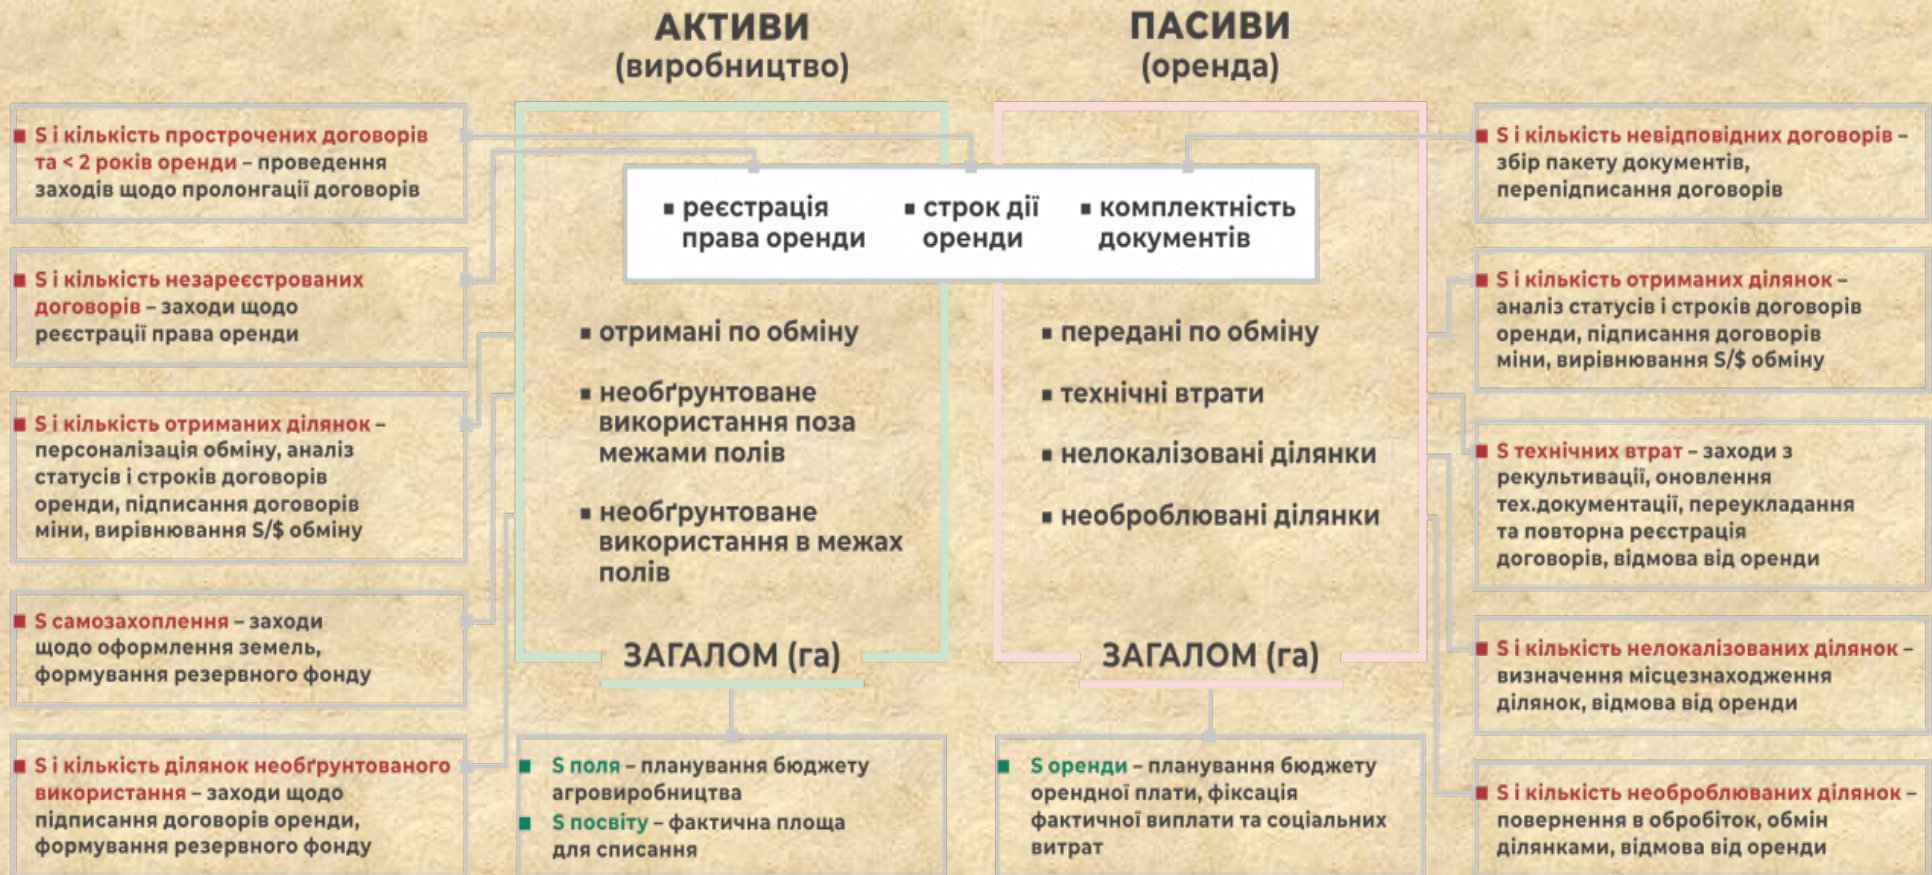 АКТИВИ
(виробництво)
ПАСИВИ
(оренда)
S і кількість прострочених договорів
та < 2 років оренди – проведення
заходів щодо пролонгації договорів
S і кількість незареєстрованих
договорів – заходи щодо
реєстрації права оренди
S і кількість отриманих ділянок –
персоналізація обміну, аналіз
статусів і строків договорів
оренди, підписання договорів
міни, вирівнювання S/$ обміну
S самозахоплення – заходи
щодо оформлення земель,
формування резервного фонду
S і кількість ділянок необґрунтованого
використання – заходи щодо
підписання договорів оренди,
формування резервного фонду
▪ реєстрація
права оренди
▪ строк дії
оренди
▪ комплектність
документів
▪ отримані по обміну
▪ необґрунтоване
використання поза
межами полів
▪ необґрунтоване
використання в межах
полів
ЗАГАЛОМ (га)
▪ передані по обміну
▪ технічні втрати
▪ нелокалізовані ділянки
▪ необроблювані ділянки
ЗАГАЛОМ (га)
S поля – планування бюджету
агровиробництва
S посвіту – фактична площа
для списання
S оренди – планування бюджету
орендної плати, фіксація
фактичної виплати та соціальних
витрат
S і кількість невідповідних договорів –
збір пакету документів,
перепідписання договорів
S і кількість отриманих ділянок –
аналіз статусів і строків договорів
оренди, підписання договорів
міни, вирівнювання S/$ обміну
S технічних втрат – заходи з
рекультивації, оновлення
тех.документації, переукладання
та повторна реєстрація
договорів, відмова від оренди
S і кількість нелокалізованих ділянок –
визначення місцезнаходження
ділянок, відмова від оренди
S і кількість необроблюваних ділянок –
повернення в обробіток, обмін
ділянками, відмова від оренди